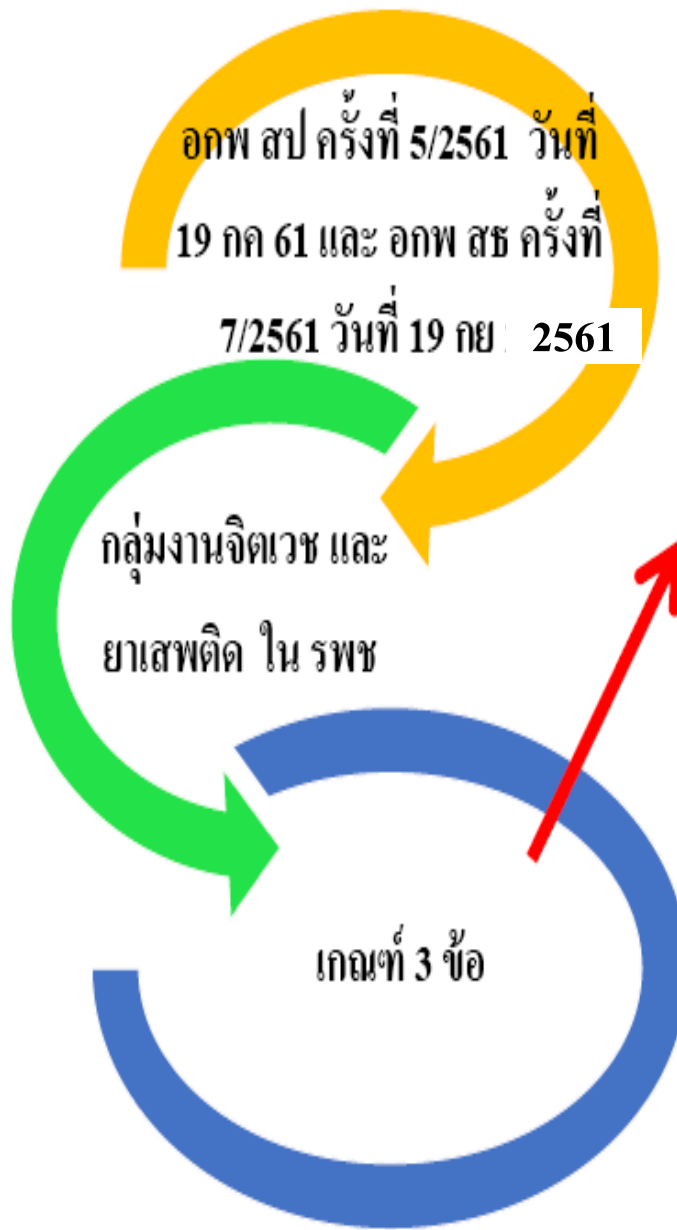 อกพ สป ครั้งที่ 5/2561 วันที่
19 กค 61 และ อกพ สธ ครั้งที่
7/2561 วันที่ 19 กย 2561
กลุ่มงานจิตเวช และ
ยาเสพติด ใน รพช
เกณฑ์ 3 ข้อ